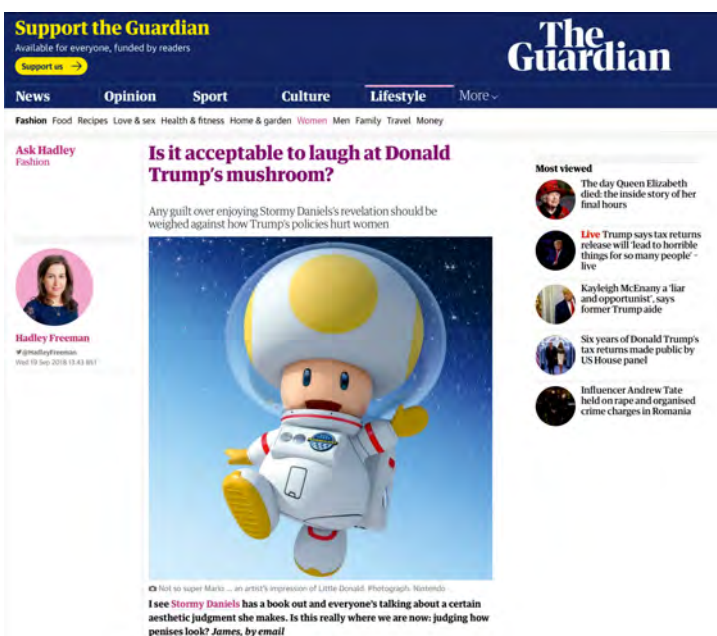 Support the Guardian
Available for everyone, funded by readers
Support us →
The
Guardian
News Opinion Sport Culture Lifestyle More
Fashion Food Recipes Love & sex Health & fitness Home & garden Women Men Family Travel Money
Ask Hadley
Fashion
Is it acceptable to laugh at Donald
Trump's mushroom?
Any guilt over enjoying Stormy Daniels's revelation should be
weighed against how Trump's policies hurt women
Hadley Freeman
@HadleyFreeman
Wed 19 Sep 2018 13.43 BST
Not so super Mario ... an artist's impression of Little Donald. Photograph: Nintendo
I see Stormy Daniels has a book out and everyone's talking about a certain
aesthetic judgment she makes. Is this really where we are now: judging how
penises look? James, by email
Most viewed
The day Queen Elizabeth
died: the inside story of her
final hours
Live Trump says tax returns
release will 'lead to horrible
things for so many people' –
live
Kayleigh McEnany a 'liar
and opportunist', says
former Trump aide
Six years of Donald Trump's
tax returns made public by
US House panel
Influencer Andrew Tate
held on rape and organised
crime charges in Romania